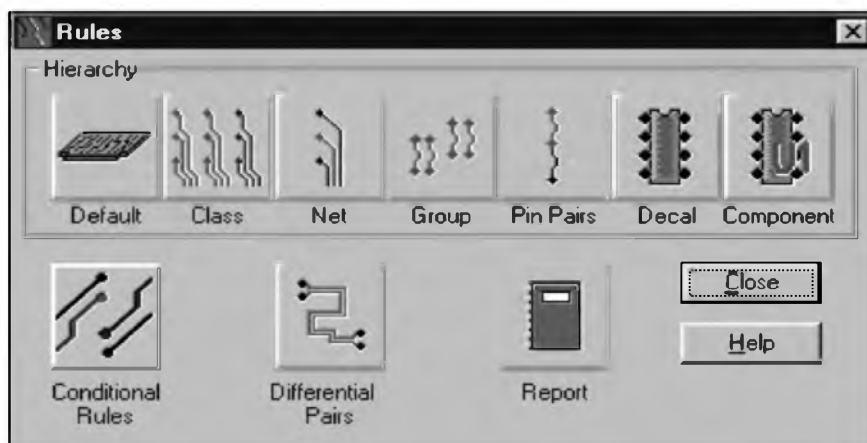 Rules
Hierarchy
Default Class Net Group Pin Pairs Decal Component
Close
Help
Conditional
Rules
Differential
Pairs
Report